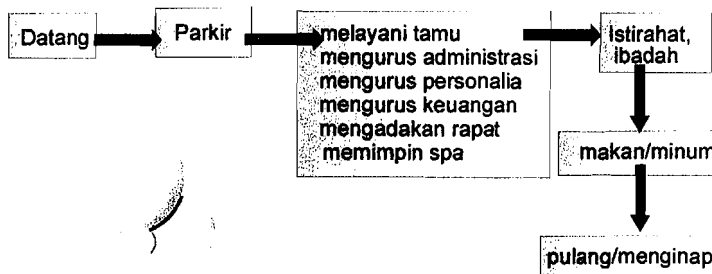 Datang
Parkir
melayani tamu
mengurus administrasi
mengurus personalia
mengurus keuangan
mengadakan rapat
memimpin spa
Istirahat,
ibadah
makan/minum
pulang/menginap